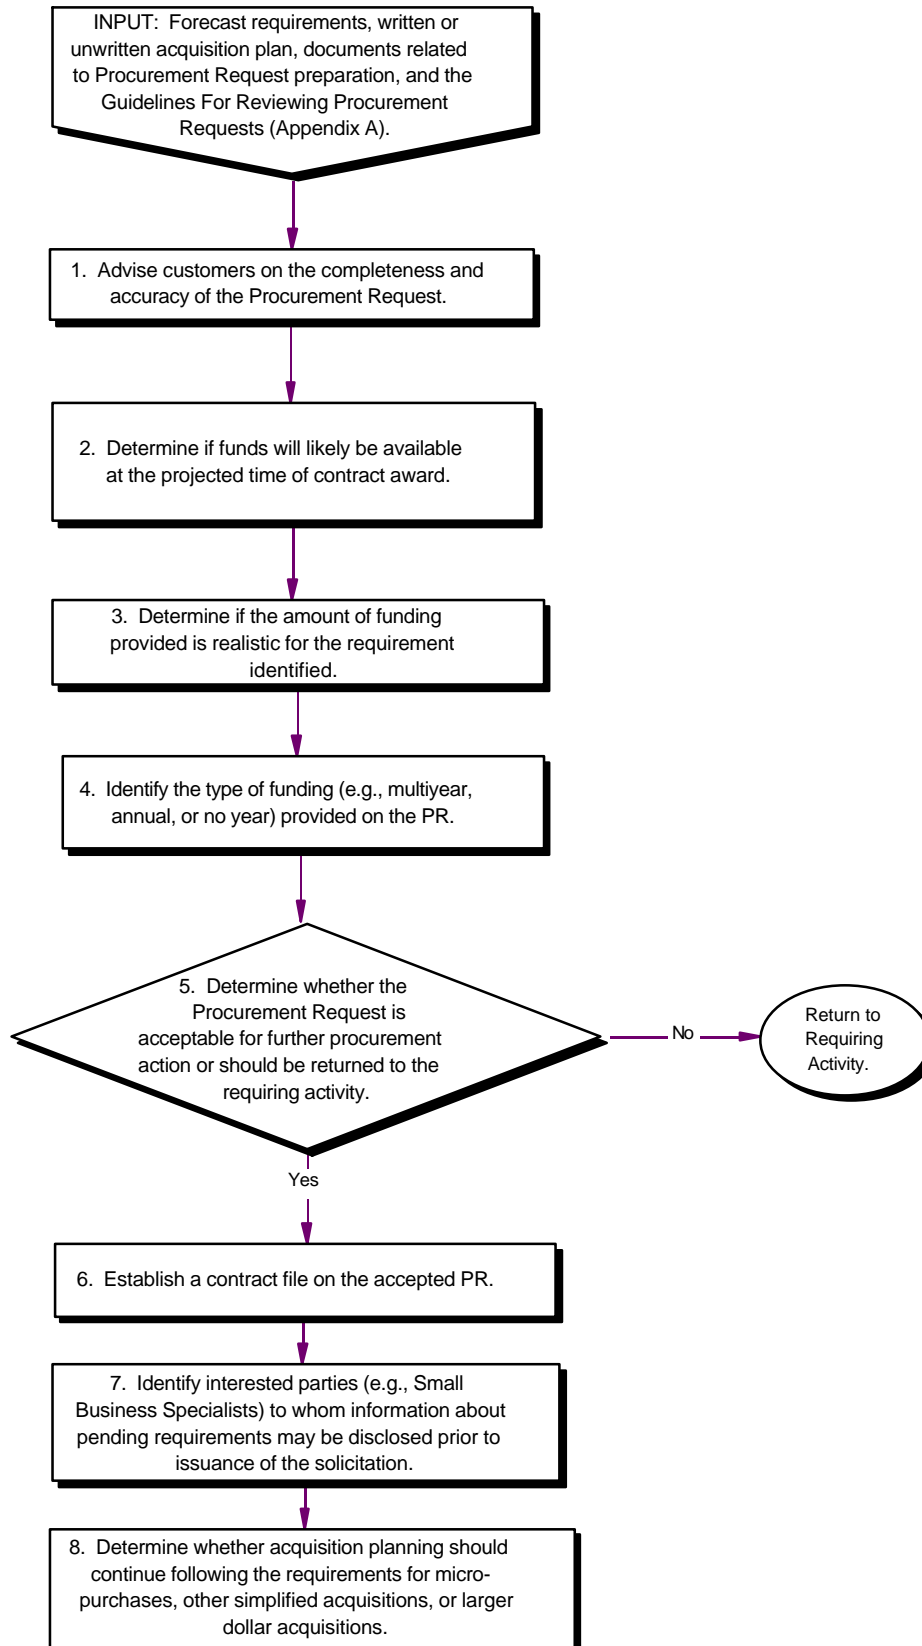 INPUT: Forecast requirements, written or
unwritten acquisition plan, documents related
to Procurement Request preparation, and the
Guidelines For Reviewing Procurement
Requests (Appendix A).
1. Advise customers on the completeness and
accuracy of the Procurement Request.
2. Determine if funds will likely be available
at the projected time of contract award.
3. Determine if the amount of funding
provided is realistic for the requirement
identified.
4. Identify the type of funding (e.g., multiyear,
annual, or no year) provided on the PR.
5. Determine whether the
Procurement Request is
acceptable for further procurement
action or should be returned to the
requiring activity.
No
Return to
Requiring
Activity.
Yes
6. Establish a contract file on the accepted PR.
7. Identify interested parties (e.g., Small
Business Specialists) to whom information about
pending requirements may be disclosed prior to
issuance of the solicitation.
8. Determine whether acquisition planning should
continue following the requirements for micro-
purchases, other simplified acquisitions, or larger
dollar acquisitions.